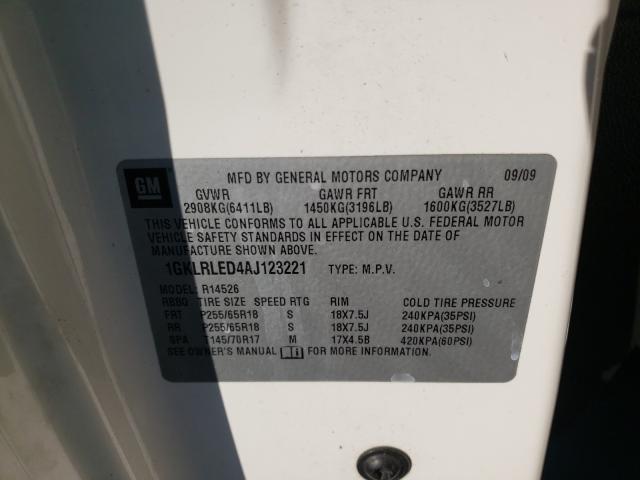 GM
MFD BY GENERAL MOTORS COMPANY 09/09
GVWR GAWR FRT GAWR RR
2908KG(6411LB) 1450KG(3196LB) 1600KG(3527LB)
THIS VEHICLE CONFORMS TO ALL APPLICABLE U.S. FEDERAL MOTOR
VEHICLE SAFETY STANDARDS IN EFFECT ON THE DATE OF
MANUFACTURE SHOWN ABOVE.
1GKLRLED4AJ123221 TYPE: M.P.V.
MODEL: R14526
RBBQ TIRE SIZE SPEED RTG RIM COLD TIRE PRESSURE
FRT P255/65R18 S 18X7.5J 240KPA(35PSI)
RR P255/65R18 S 18X7.5J 240KPA(35PSI)
SPA T145/70R17 M 17X4.5B 420KPA(60PSI)
SEE OWNER'S MANUAL FOR MORE INFORMATION